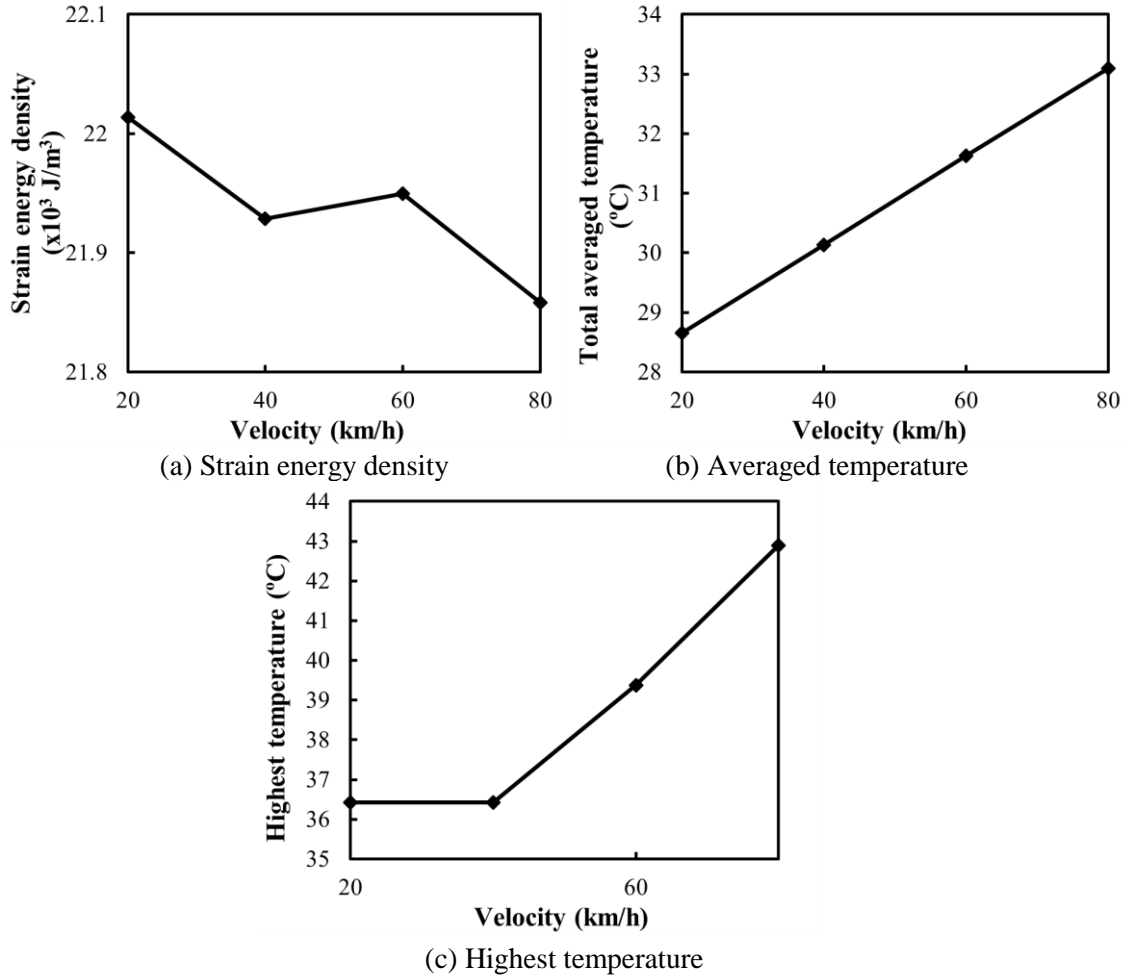 Strain energy density
(x10³ J/m³)
22.1
22
21.9
21.8
20 40 60 80
Velocity (km/h)
(a) Strain energy density
Total averaged temperature
(ºC)
34
33
32
31
30
29
28
20 40 60 80
Velocity (km/h)
(b) Averaged temperature
Highest temperature (ºC)
44
43
42
41
40
39
38
37
36
35
20 60
Velocity (km/h)
(c) Highest temperature